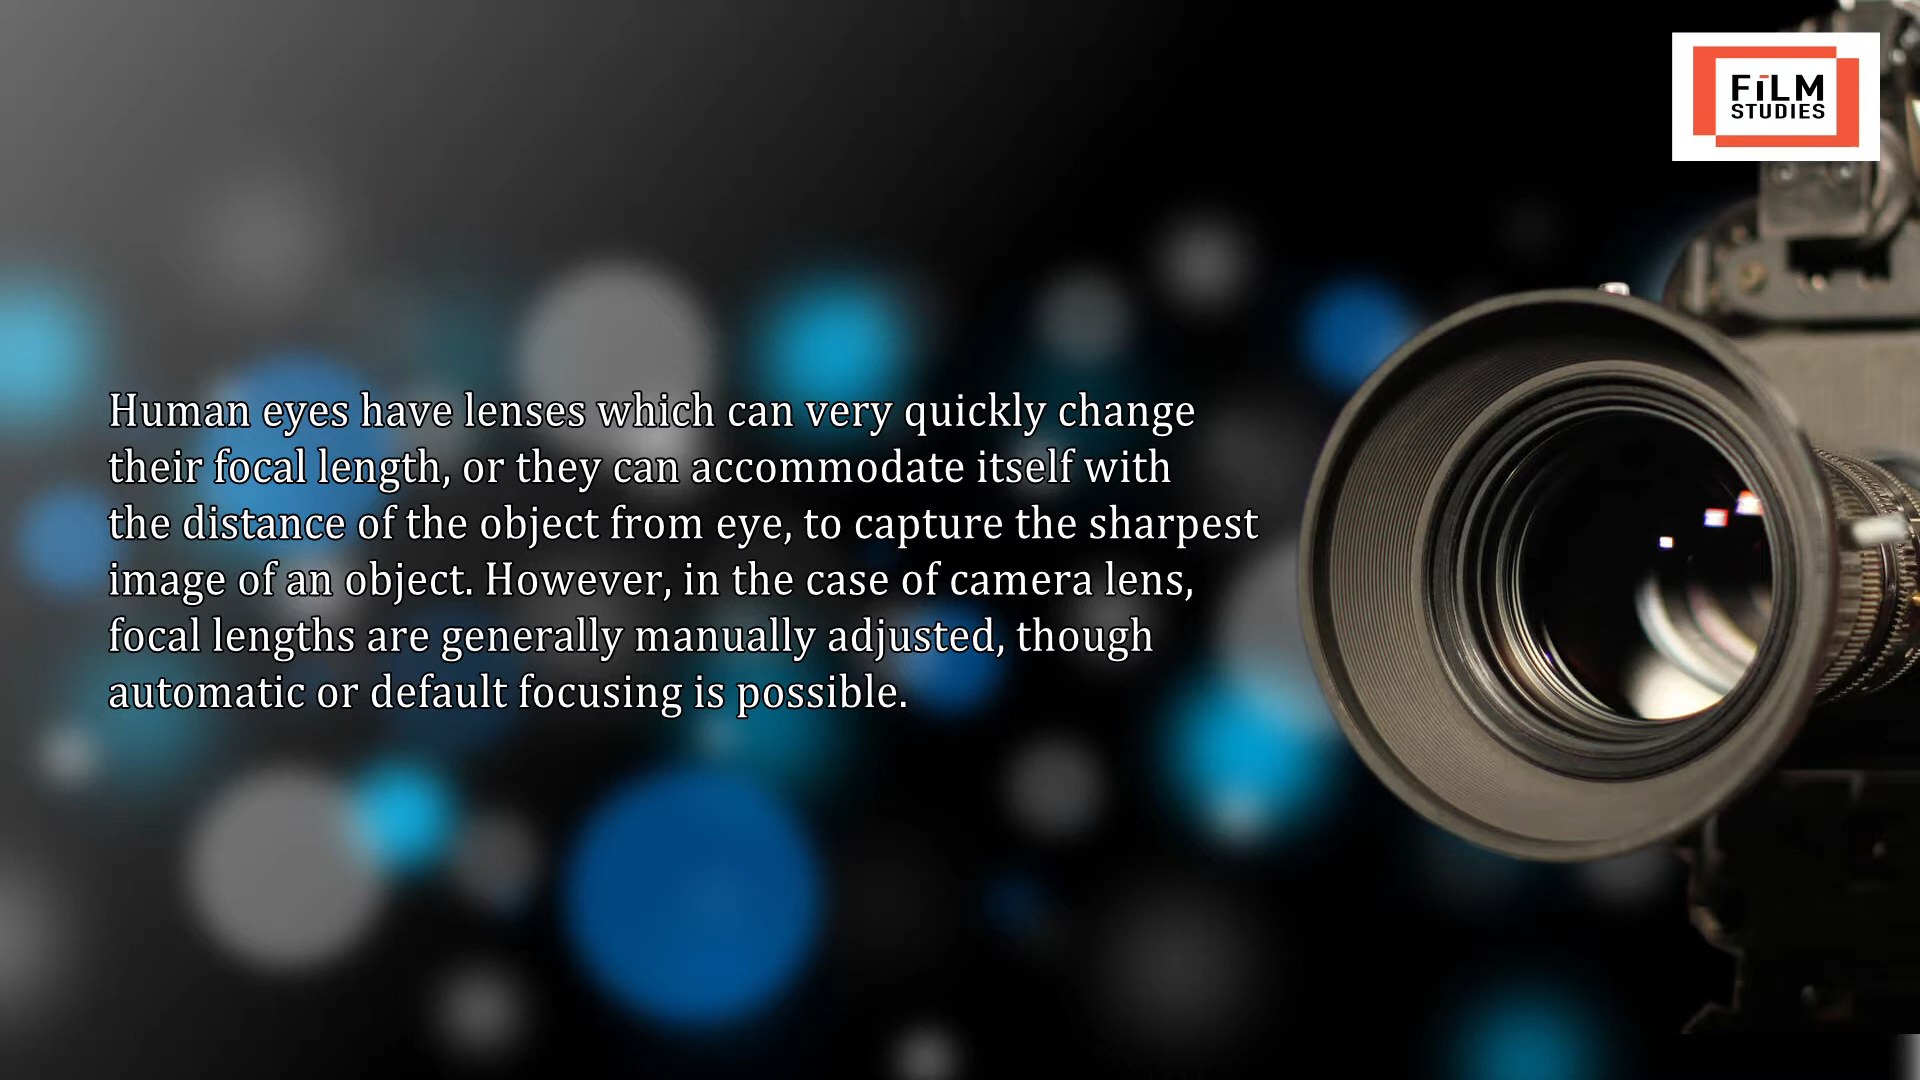 FiLM
STUDIES
Human eyes have lenses which can very quickly change
their focal length, or they can accommodate itself with
the distance of the object from eye, to capture the sharpest
image of an object. However, in the case of camera lens,
focal lengths are generally manually adjusted, though
automatic or default focusing is possible.